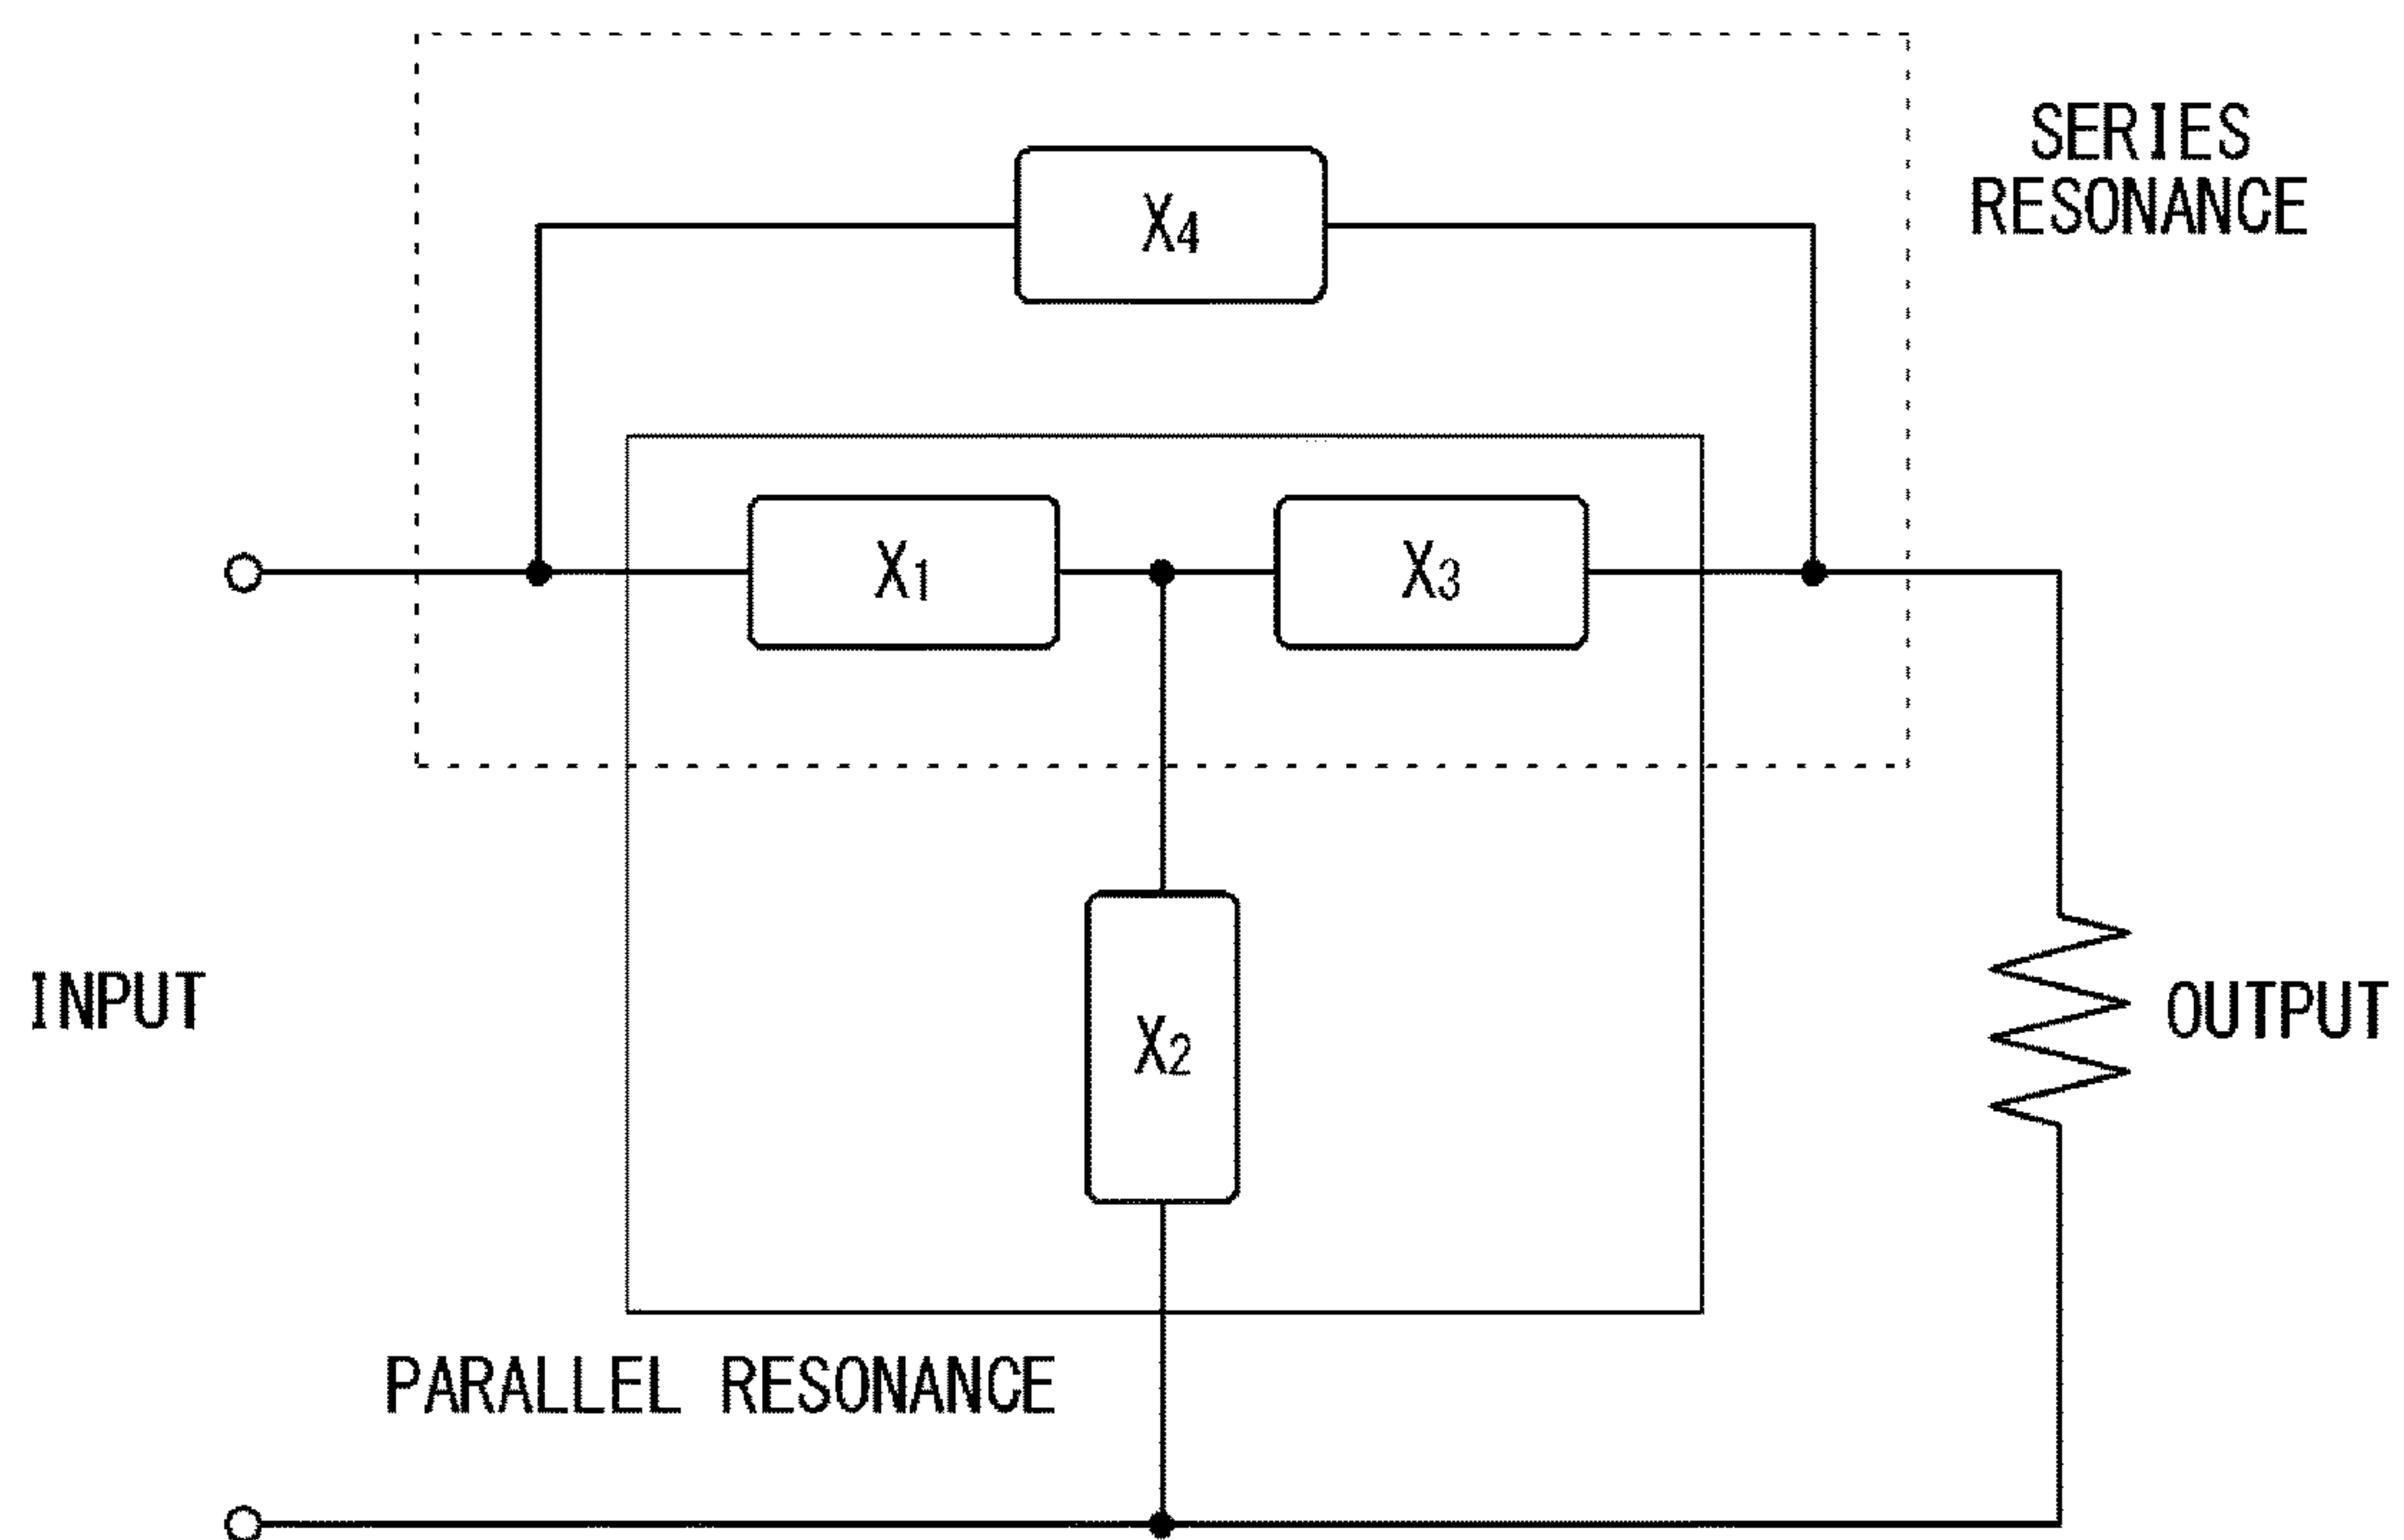 SERIES
RESONANCE
X4
X1
X3
X2
INPUT
OUTPUT
PARALLEL RESONANCE